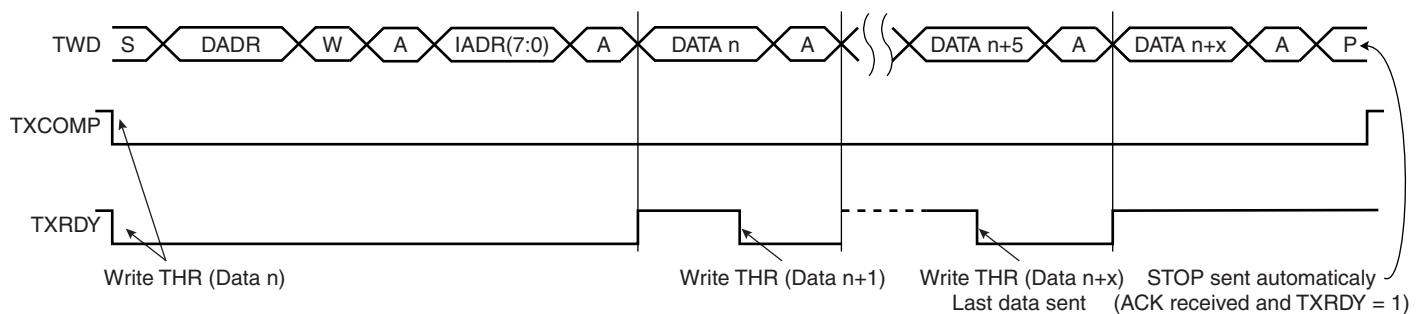 TWD S DADR W A IADR(7:0) A DATA n A DATA n+5 A DATA n+x A P
TXCOMP
TXRDY
Write THR (Data n) Write THR (Data n+1) Write THR (Data n+x) STOP sent automaticaly
Last data sent (ACK received and TXRDY = 1)